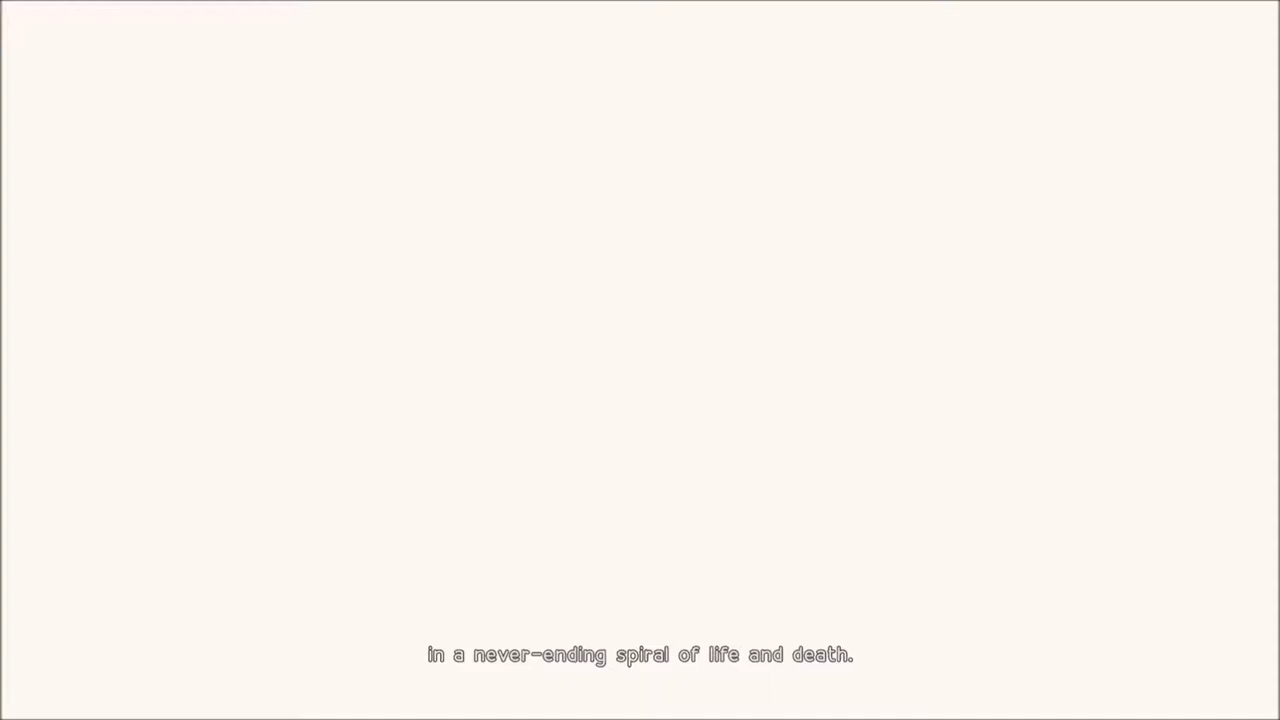 in a never-ending spiral of life and death.